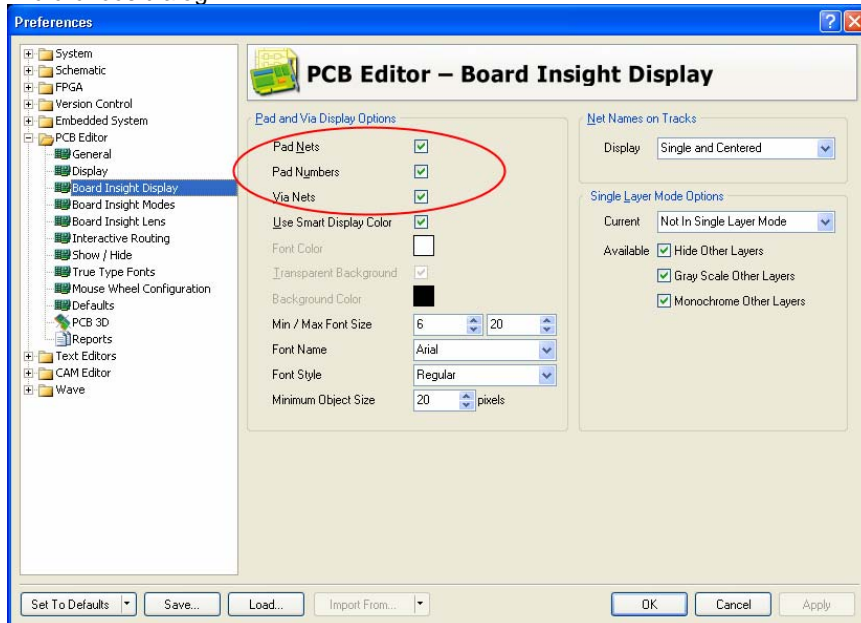 Preferences
System
Schematic
FPGA
Version Control
Embedded System
PCB Editor
General
Display
Board Insight Display
Board Insight Modes
Board Insight Lens
Interactive Routing
Show / Hide
True Type Fonts
Mouse Wheel Configuration
Defaults
PCB 3D
Reports
Text Editors
CAM Editor
Wave
PCB Editor – Board Insight Display
Pad and Via Display Options
Pad Nets
Pad Numbers
Via Nets
Use Smart Display Color
Font Color
Transparent Background
Background Color
Min / Max Font Size 6 20
Font Name Arial
Font Style Regular
Minimum Object Size 20 pixels
Net Names on Tracks
Display Single and Centered
Single Layer Mode Options
Current Not In Single Layer Mode
Available Hide Other Layers
Gray Scale Other Layers
Monochrome Other Layers
Set To Defaults Save... Load... Import From... OK Cancel Apply